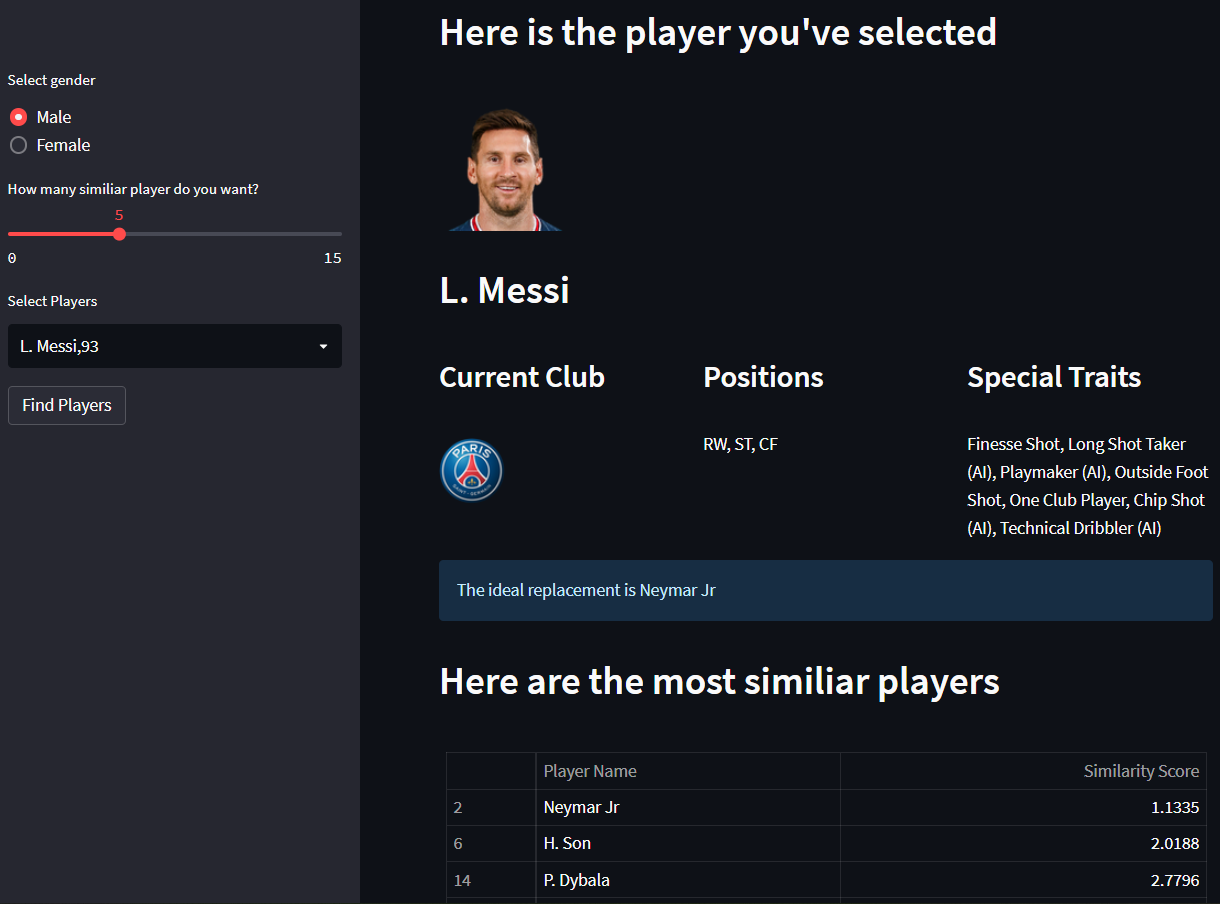 Select gender
Male
Female
How many similiar player do you want?
5
0 15
Select Players
L. Messi,93
Find Players
Here is the player you've selected
L. Messi
Current Club
PARIS
SAINT-GERMAIN
Positions
RW, ST, CF
Special Traits
Finesse Shot, Long Shot Taker
(AI), Playmaker (AI), Outside Foot
Shot, One Club Player, Chip Shot
(AI), Technical Dribbler (AI)
The ideal replacement is Neymar Jr
Here are the most similiar players
Player Name Similarity Score
2 Neymar Jr 1.1335
6 H. Son 2.0188
14 P. Dybala 2.7796